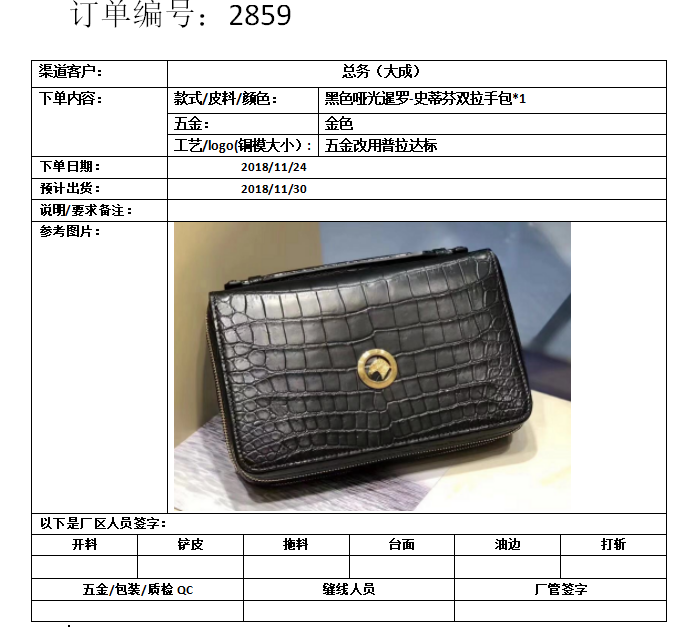 订单编号：2859
渠道客户： 总务（大成）
下单内容： 款式/皮料/颜色： 黑色哑光暹罗-史蒂芬双拉手包*1
五金： 金色
工艺/logo(铜模大小）： 五金改用普拉达标
下单日期： 2018/11/24
预计出货： 2018/11/30
说明/要求备注：
参考图片：
以下是厂区人员签字：
开料 铲皮 拖料 台面 油边 打斩
五金/包装/质检 QC 缝线人员 厂管签字